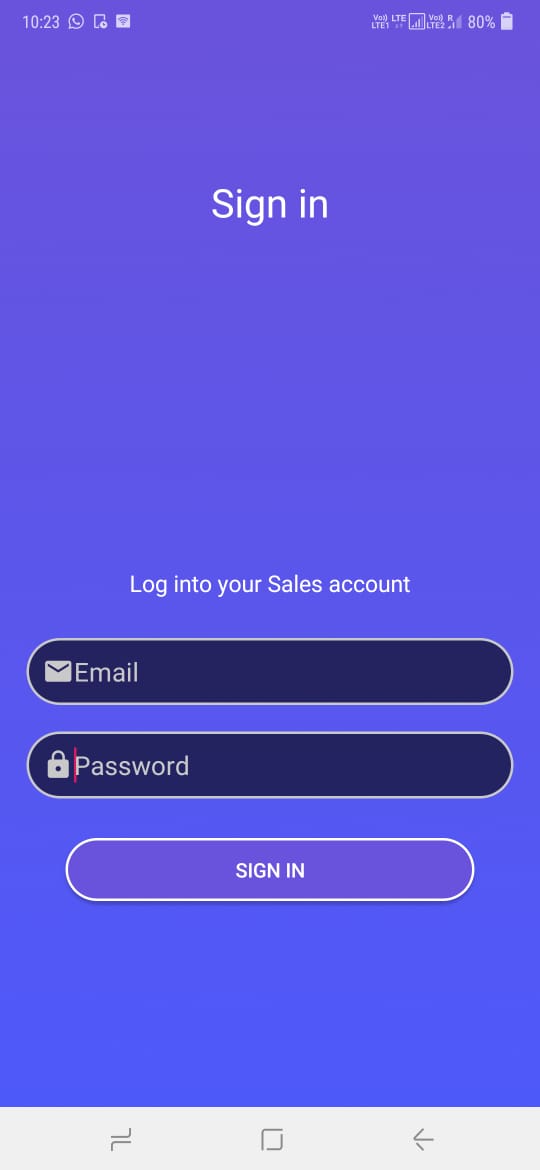 10:23 Vo)) LTE Vo)) R 80%
LTE1 LTE2
Sign in
Log into your Sales account
Email
Password
SIGN IN